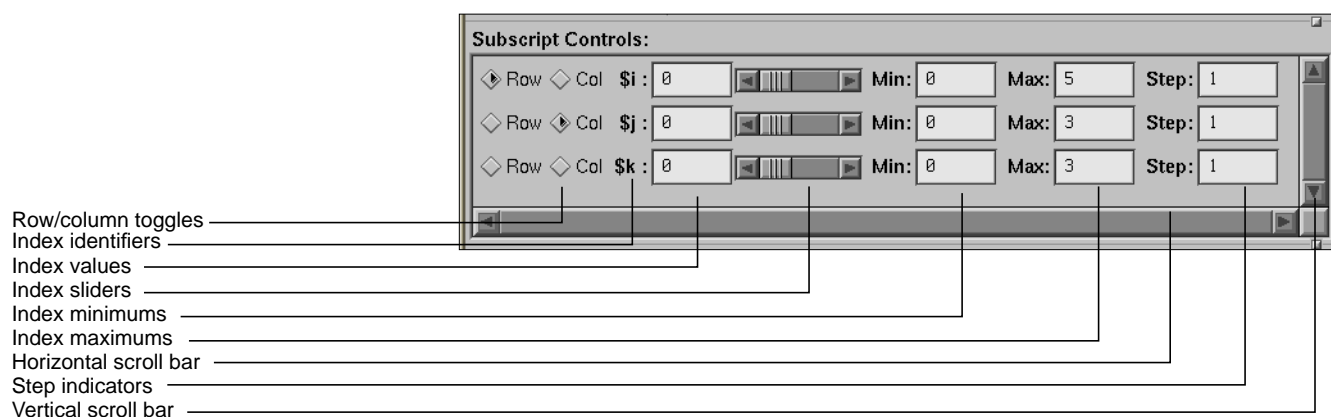 Subscript Controls:
Row Col $i : 0 Min: 0 Max: 5 Step: 1
Row Col $j : 0 Min: 0 Max: 3 Step: 1
Row Col $k : 0 Min: 0 Max: 3 Step: 1
Row/column toggles
Index identifiers
Index values
Index sliders
Index minimums
Index maximums
Horizontal scroll bar
Step indicators
Vertical scroll bar